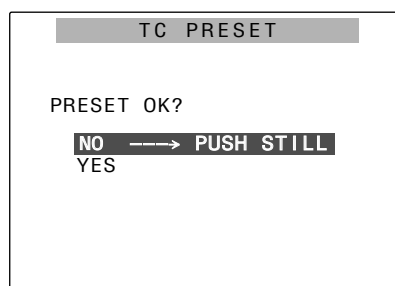 TC PRESET
PRESET OK?
NO ---→ PUSH STILL
YES